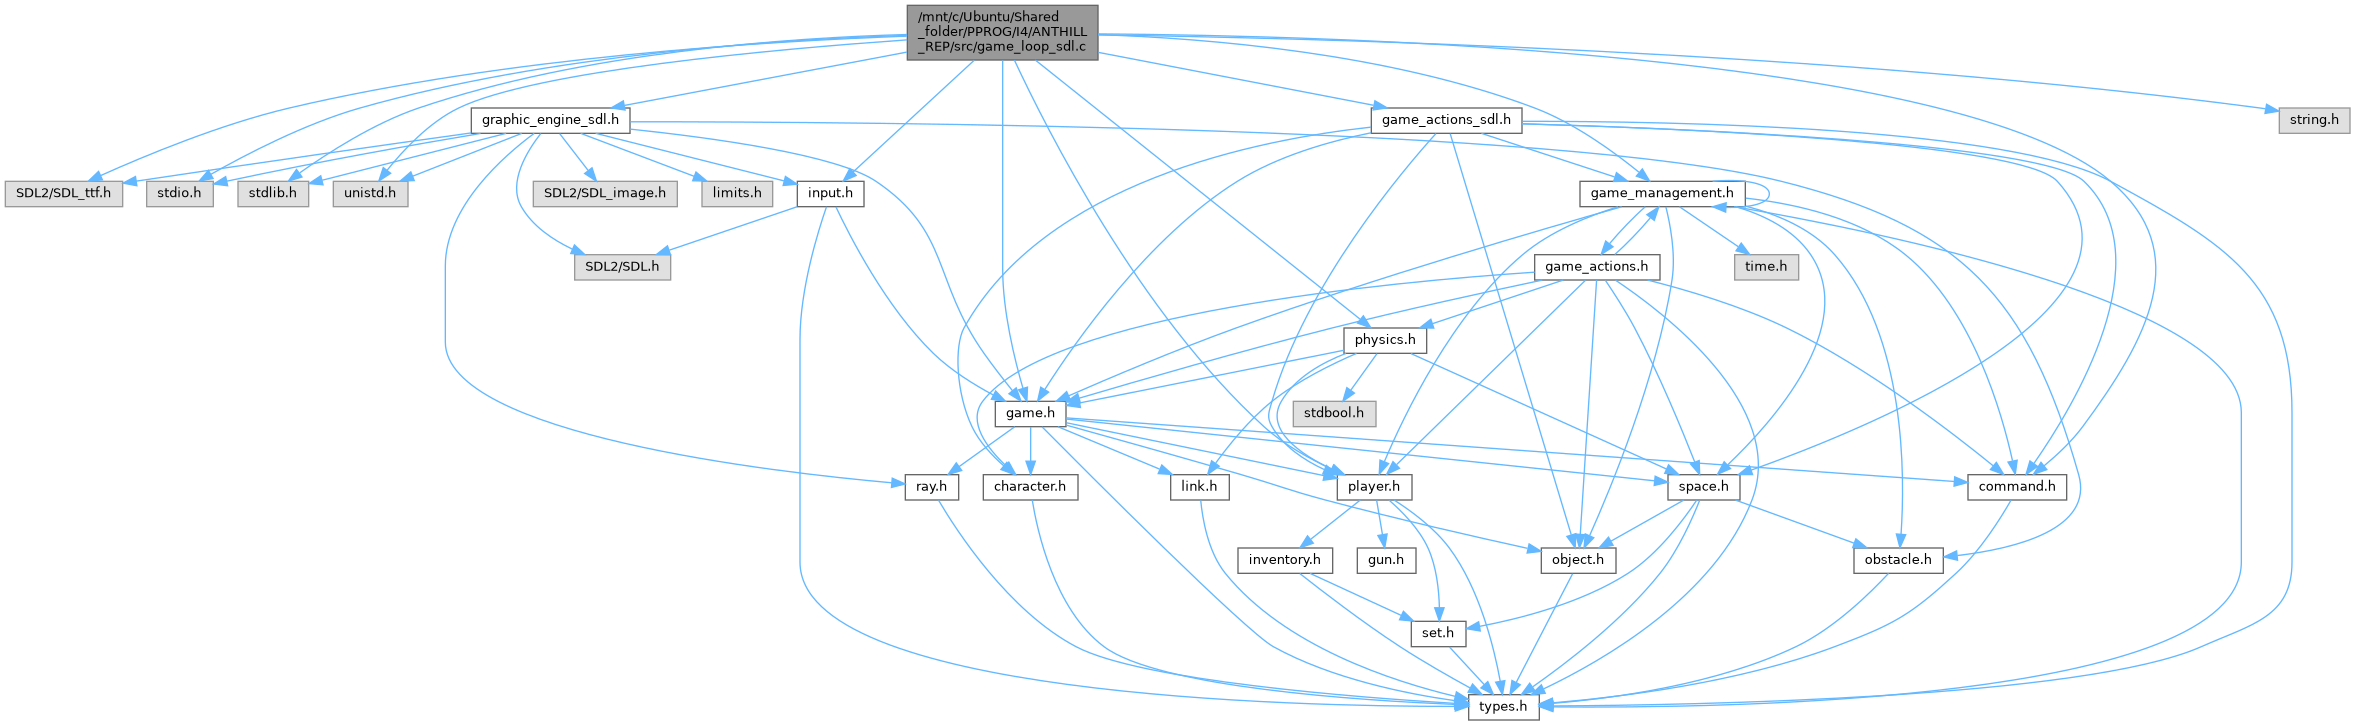 /mnt/c/Ubuntu/Shared
_folder/PPROG/I4/ANTHILL
_REP/src/game_loop_sdl.c
graphic_engine_sdl.h
game_actions_sdl.h
string.h
SDL2/SDL_ttf.h
stdio.h
stdlib.h
unistd.h
SDL2/SDL_image.h
limits.h
input.h
game_management.h
SDL2/SDL.h
game_actions.h
time.h
physics.h
game.h
stdbool.h
ray.h
character.h
link.h
player.h
space.h
command.h
inventory.h
gun.h
object.h
obstacle.h
set.h
types.h